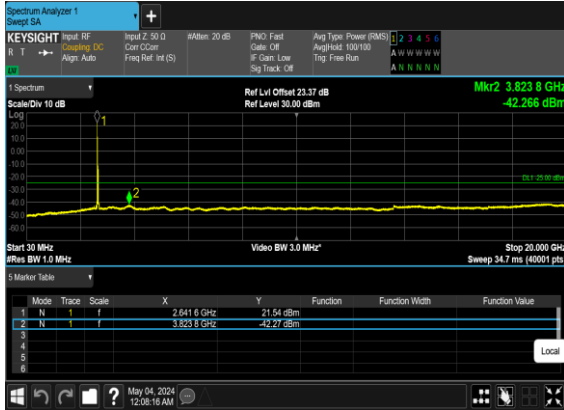 Spectrum Analyzer 1
Swept SA
+
KEYSIGHT Input: RF Input Z: 50 Ω #Atten: 20 dB PNO: Fast Avg Type: Power (RMS) 1 2 3 4 5 6
R T Coupling: DC Corr CCorr Gate: Off Avg|Hold: 100/100 A W W W W W
Align: Auto Freq Ref: Int (S) IF Gain: Low Trig: Free Run
Sig Track: Off A N N N N N
1 Spectrum
Scale/Div 10 dB
Ref Lvl Offset 23.37 dB
Ref Level 30.00 dBm
Mkr2 3.823 8 GHz
-42.266 dBm
Log
20.0
10.0
0.00
-10.0
-20.0
-30.0
-40.0
-50.0
-60.0
1
2
DL1 -25.00 dBm
Start 30 MHz Video BW 3.0 MHz* Stop 20.000 GHz
#Res BW 1.0 MHz Sweep 34.7 ms (40001 pts)
5 Marker Table
Mode Trace Scale X Y Function Function Width Function Value
1 N 1 f 2.641 6 GHz 21.54 dBm
2 N 1 f 3.823 8 GHz -42.27 dBm
3
4
5
6
Local
? May 04, 2024
12:08:16 AM